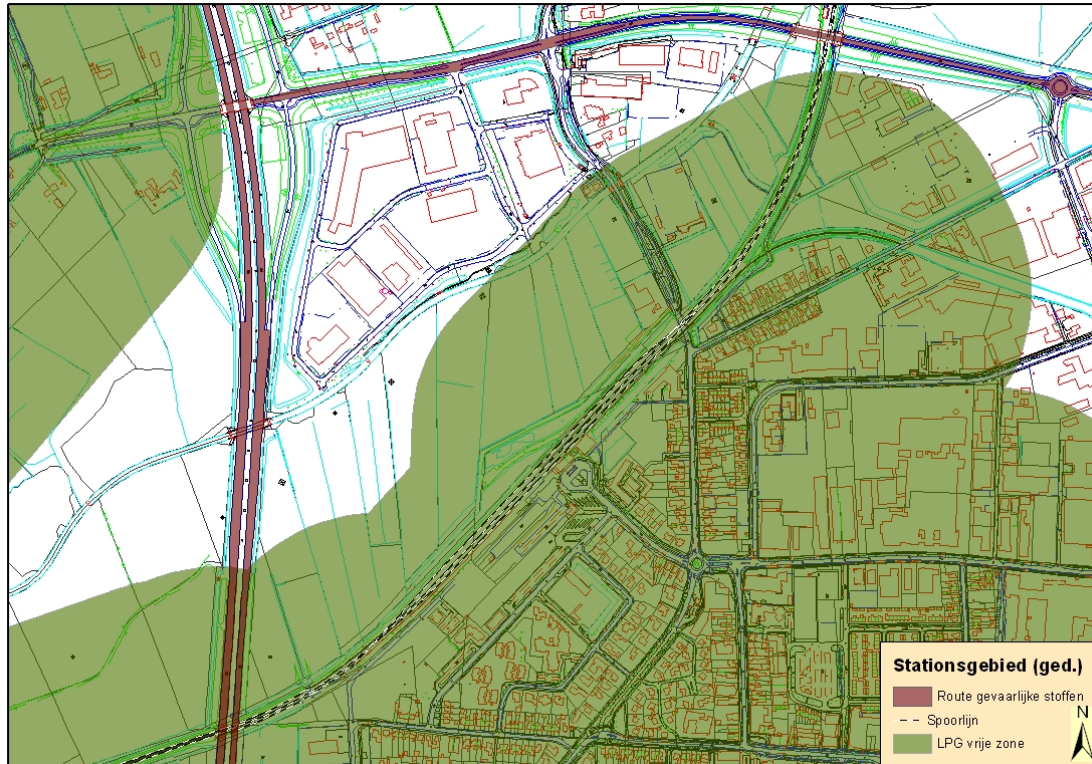 Stationsgebied (ged.)
Route gevaarlijke stoffen
Spoorlijn
LPG vrije zone
N